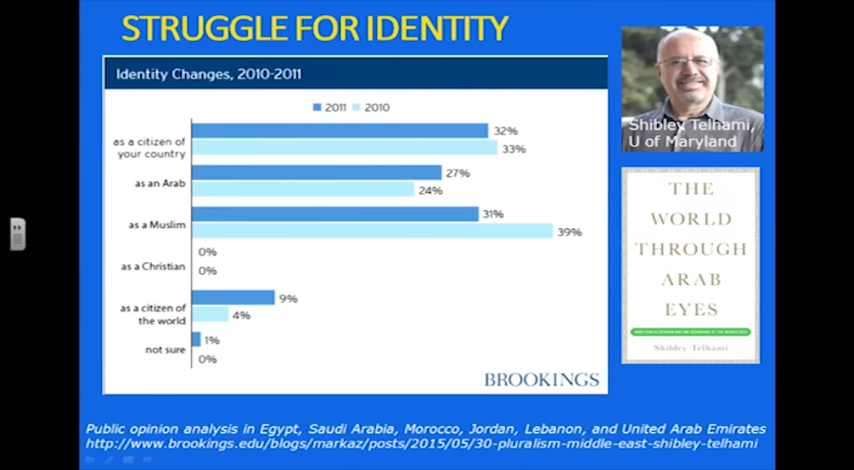 STRUGGLE FOR IDENTITY
Identity Changes, 2010-2011
2011 2010
as a citizen of
your country
32%
33%
as an Arab
27%
24%
as a Muslim
31%
39%
as a Christian
0%
0%
as a citizen of
the world
9%
4%
not sure
1%
0%
BROOKINGS
Shibley Telhami,
U of Maryland
THE
WORLD
THROUGH
ARAB
EYES
Shibley Telhami
Public opinion analysis in Egypt, Saudi Arabia, Morocco, Jordan, Lebanon, and United Arab Emirates
http://www.brookings.edu/blogs/markaz/posts/2015/05/30-pluralism-middle-east-shibley-telhami